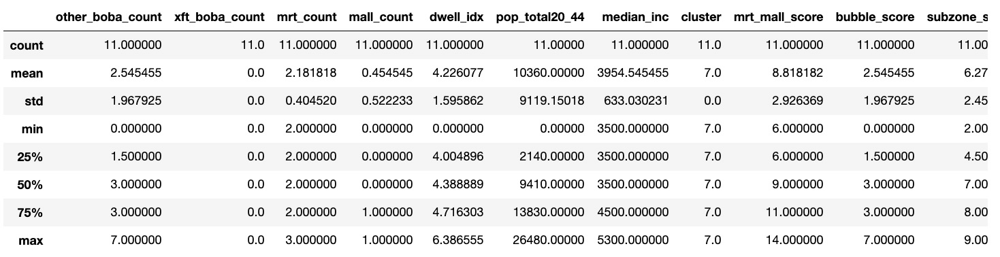 other_boba_count xft_boba_count mrt_count mall_count dwell_idx pop_total20_44 median_inc cluster mrt_mall_score bubble_score subzone_s
count 11.000000 11.0 11.000000 11.000000 11.000000 11.00000 11.000000 11.0 11.000000 11.000000 11.00
mean 2.545455 0.0 2.181818 0.454545 4.226077 10360.00000 3954.545455 7.0 8.818182 2.545455 6.27
std 1.967925 0.0 0.404520 0.522233 1.595862 9119.15018 633.030231 0.0 2.926369 1.967925 2.45
min 0.000000 0.0 2.000000 0.000000 0.000000 0.00000 3500.000000 7.0 6.000000 0.000000 2.00
25% 1.500000 0.0 2.000000 0.000000 4.004896 2140.00000 3500.000000 7.0 6.000000 1.500000 4.50
50% 3.000000 0.0 2.000000 0.000000 4.388889 9410.00000 3500.000000 7.0 9.000000 3.000000 7.00
75% 3.000000 0.0 2.000000 1.000000 4.716303 13830.00000 4500.000000 7.0 11.000000 3.000000 8.00
max 7.000000 0.0 3.000000 1.000000 6.386555 26480.00000 5300.000000 7.0 14.000000 7.000000 9.00